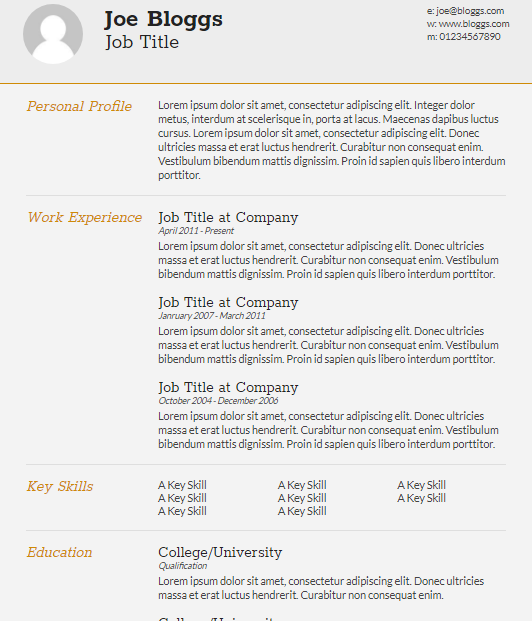 Joe Bloggs
Job Title
e: joe@bloggs.com
w: www.bloggs.com
m: 01234567890
Personal Profile
Lorem ipsum dolor sit amet, consectetur adipiscing elit. Integer dolor
metus, interdum at scelerisque in, porta at lacus. Maecenas dapibus luctus
cursus. Lorem ipsum dolor sit amet, consectetur adipiscing elit. Donec
ultricies massa et erat luctus hendrerit. Curabitur non consequat enim.
Vestibulum bibendum mattis dignissim. Proin id sapien quis libero interdum
porttitor.
Work Experience
Job Title at Company
April 2011 - Present
Lorem ipsum dolor sit amet, consectetur adipiscing elit. Donec ultricies
massa et erat luctus hendrerit. Curabitur non consequat enim. Vestibulum
bibendum mattis dignissim. Proin id sapien quis libero interdum porttitor.
Job Title at Company
Janruary 2007 - March 2011
Lorem ipsum dolor sit amet, consectetur adipiscing elit. Donec ultricies
massa et erat luctus hendrerit. Curabitur non consequat enim. Vestibulum
bibendum mattis dignissim. Proin id sapien quis libero interdum porttitor.
Job Title at Company
October 2004 - December 2006
Lorem ipsum dolor sit amet, consectetur adipiscing elit. Donec ultricies
massa et erat luctus hendrerit. Curabitur non consequat enim. Vestibulum
bibendum mattis dignissim. Proin id sapien quis libero interdum porttitor.
Key Skills
A Key Skill A Key Skill A Key Skill
A Key Skill A Key Skill A Key Skill
A Key Skill A Key Skill
Education
College/University
Qualification
Lorem ipsum dolor sit amet, consectetur adipiscing elit. Donec ultricies
massa et erat luctus hendrerit. Curabitur non consequat enim.